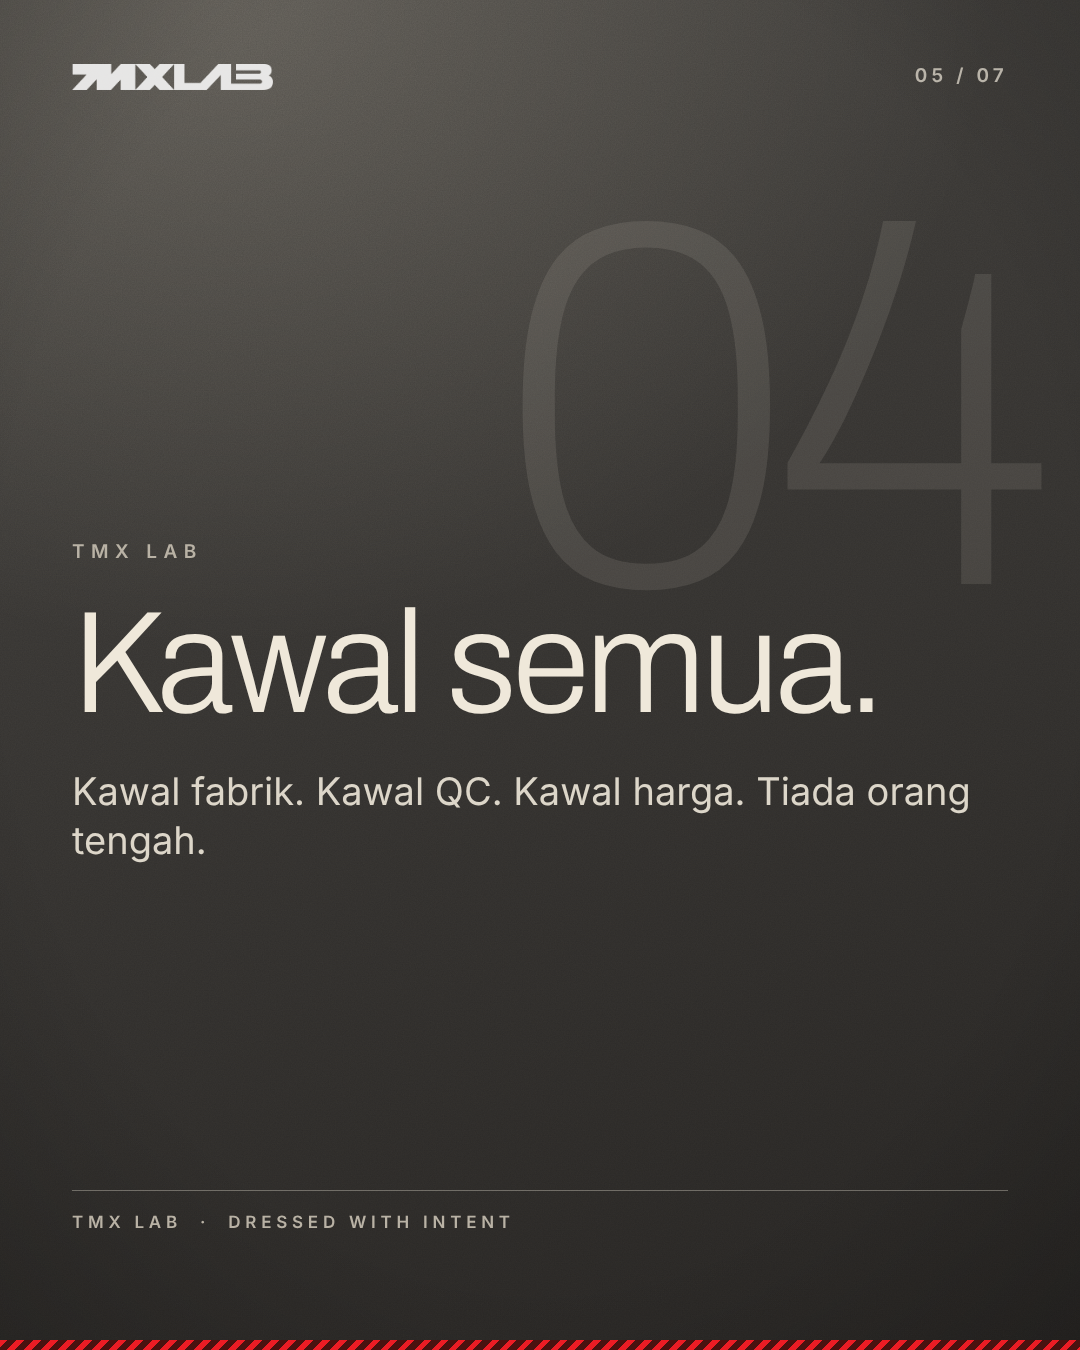 TMXLAB
05 / 07
04
TMX LAB
Kawal semua.
Kawal fabrik. Kawal QC. Kawal harga. Tiada orang
tengah.
TMX LAB · DRESSED WITH INTENT